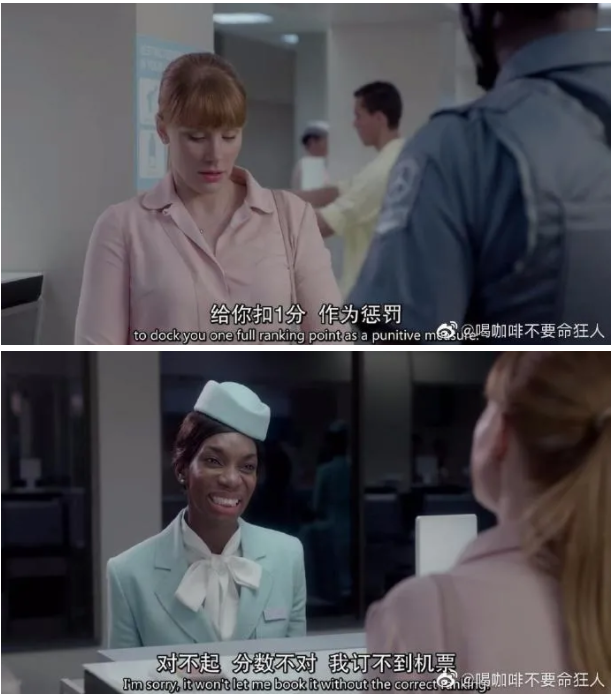 给你扣1分 作为惩罚
to dock you one full ranking point as a punitive measure.
@喝咖啡不要命狂人
对不起 分数不对 我订不到机票
I'm sorry, it won't let me book it without the correct ranking
@喝咖啡不要命狂人